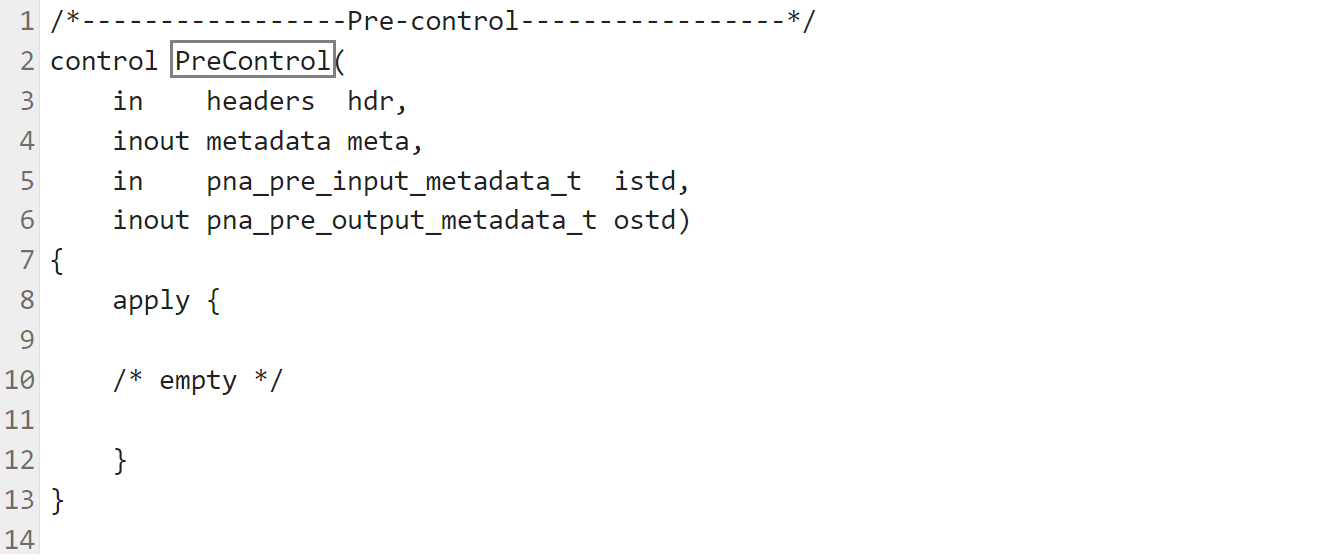 1 /*-----------------Pre-control-----------------*/
2 control PreControl(
3     in    headers  hdr,
4     inout metadata meta,
5     in    pna_pre_input_metadata_t  istd,
6     inout pna_pre_output_metadata_t ostd)
7 {
8     apply {
9
10     /* empty */
11
12     }
13 }
14